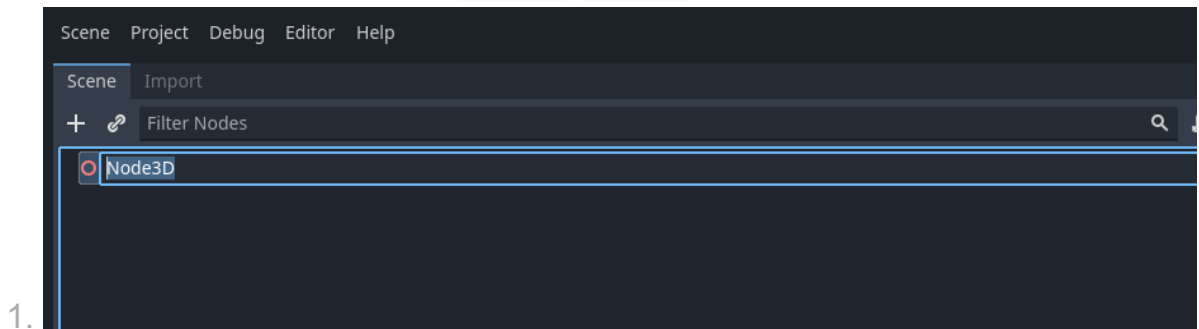 Scene Project Debug Editor Help
Scene Import
Filter Nodes
Node3D
1.